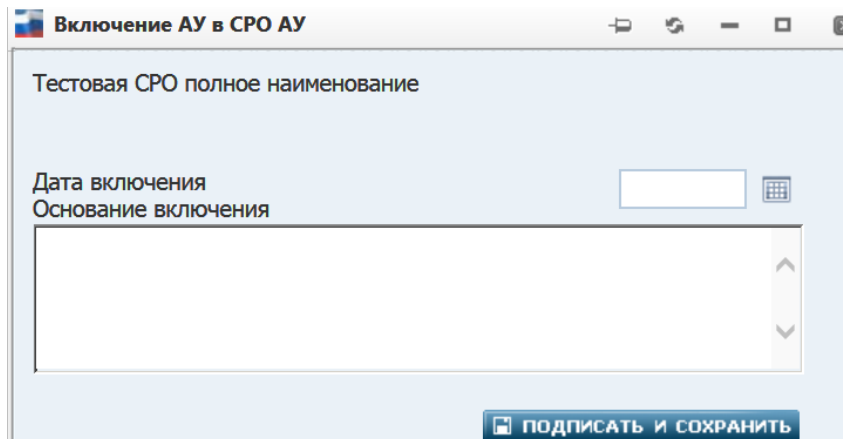 Включение АУ в СРО АУ
Тестовая СРО полное наименование
Дата включения
Основание включения
ПОДПИСАТЬ И СОХРАНИТЬ